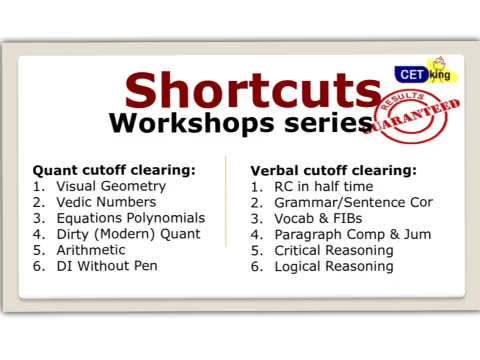 Shortcuts
Workshops series
CET king
RESULTS
GUARANTEED
Quant cutoff clearing:
1. Visual Geometry
2. Vedic Numbers
3. Equations Polynomials
4. Dirty (Modern) Quant
5. Arithmetic
6. DI Without Pen
Verbal cutoff clearing:
1. RC in half time
2. Grammar/Sentence Cor
3. Vocab & FIBs
4. Paragraph Comp & Jum
5. Critical Reasoning
6. Logical Reasoning